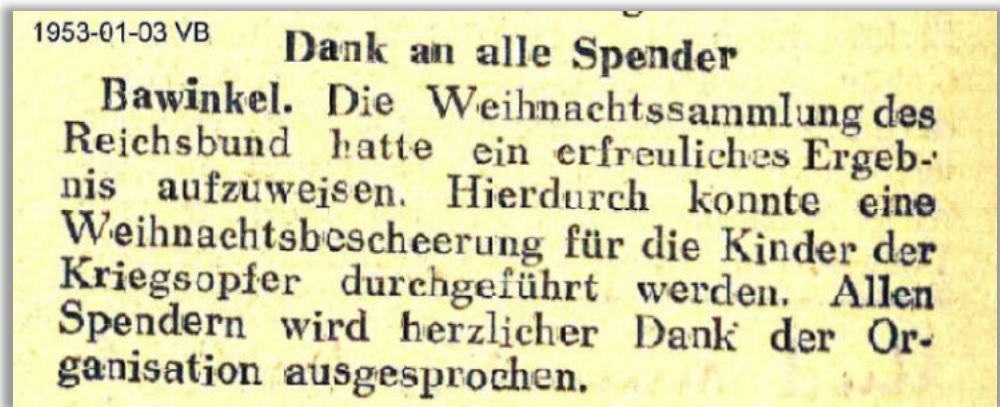 1953-01-03 VB
Dank an alle Spender
Bawinkel. Die Weihnachtssammlung des
Reichsbund hatte ein erfreuliches Ergeb-
nis aufzuweisen. Hierdurch konnte eine
Weihnachtsbescheerung für die Kinder der
Kriegsopfer durchgeführt werden. Allen
Spendern wird herzlicher Dank der Or-
ganisation ausgesprochen.